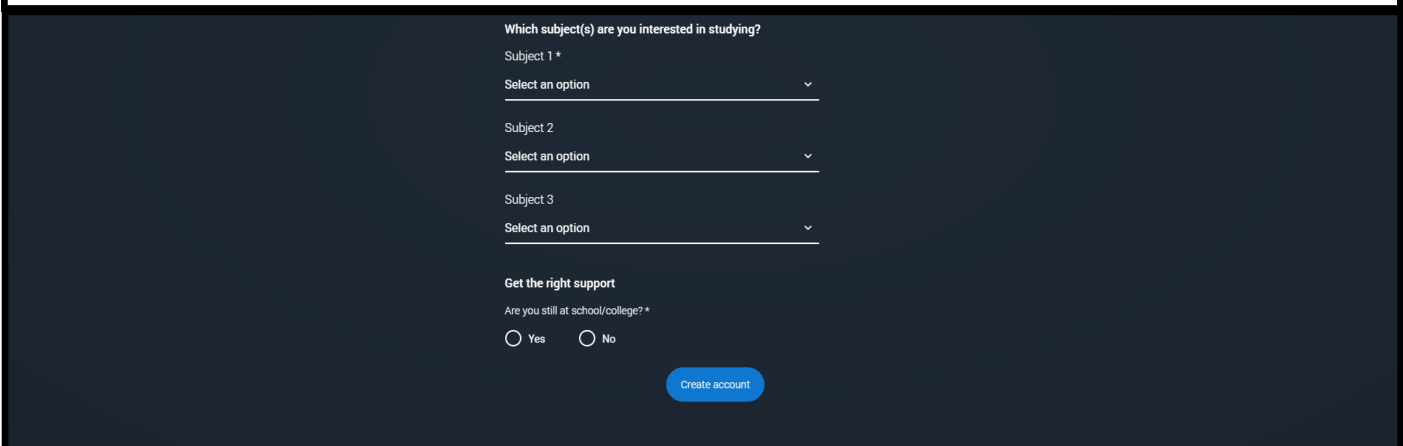 Which subject(s) are you interested in studying?
Subject 1 *
Select an option
Subject 2
Select an option
Subject 3
Select an option
Get the right support
Are you still at school/college? *
Yes No
Create account